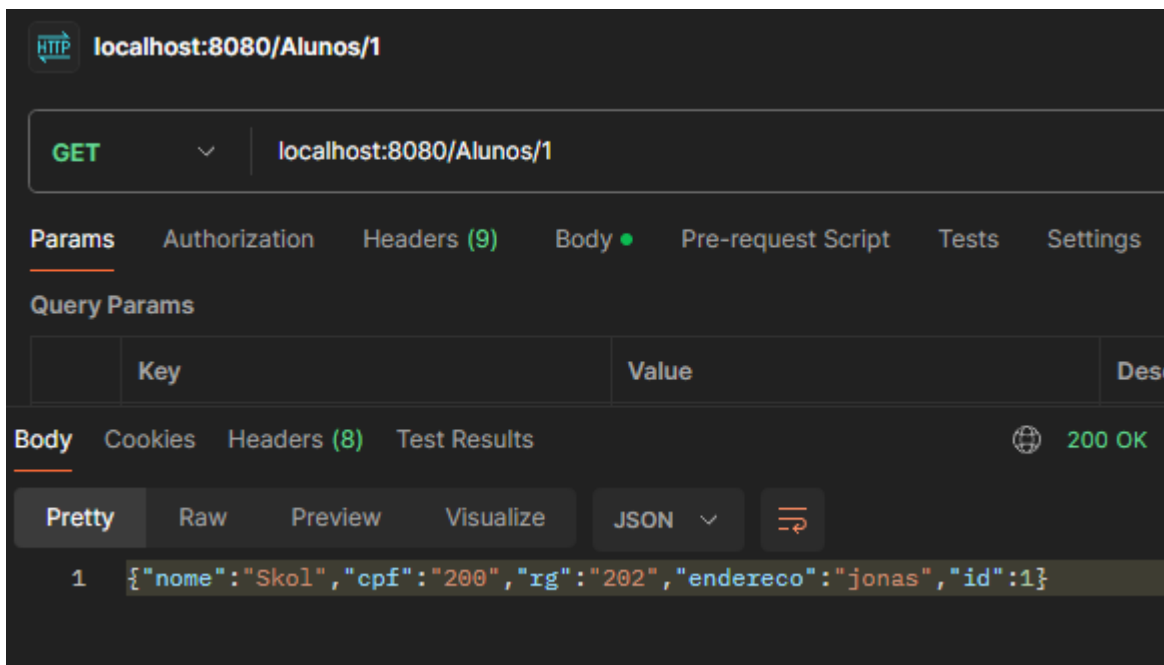 HTTP localhost:8080/Alunos/1
GET localhost:8080/Alunos/1
Params Authorization Headers (9) Body Pre-request Script Tests Settings
Query Params
Key Value Des
Body Cookies Headers (8) Test Results 200 OK
Pretty Raw Preview Visualize JSON
1 {"nome":"Skol","cpf":"200","rg":"202","endereco":"jonas","id":1}